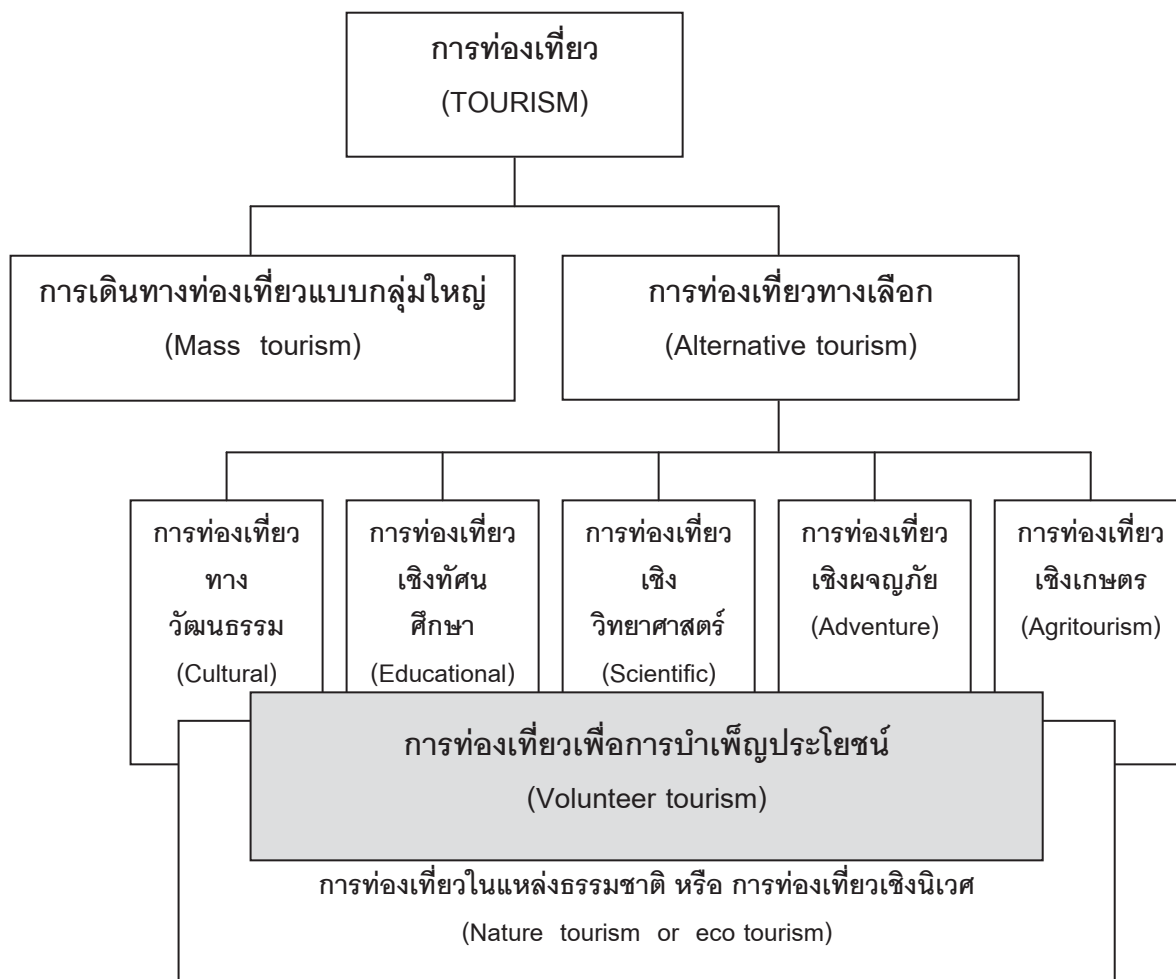 การท่องเที่ยว
(TOURISM)
การเดินทางท่องเที่ยวแบบกลุ่มใหญ่
(Mass tourism)
การท่องเที่ยวทางเลือก
(Alternative tourism)
การท่องเที่ยว
ทาง
วัฒนธรรม
(Cultural)
การท่องเที่ยว
เชิงทัศน
ศึกษา
(Educational)
การท่องเที่ยว
เชิง
วิทยาศาสตร์
(Scientific)
การท่องเที่ยว
เชิงผจญภัย
(Adventure)
การท่องเที่ยว
เชิงเกษตร
(Agritourism)
การท่องเที่ยวเพื่อการบำเพ็ญประโยชน์
(Volunteer tourism)
การท่องเที่ยวในแหล่งธรรมชาติ หรือ การท่องเที่ยวเชิงนิเวศ
(Nature tourism or eco tourism)